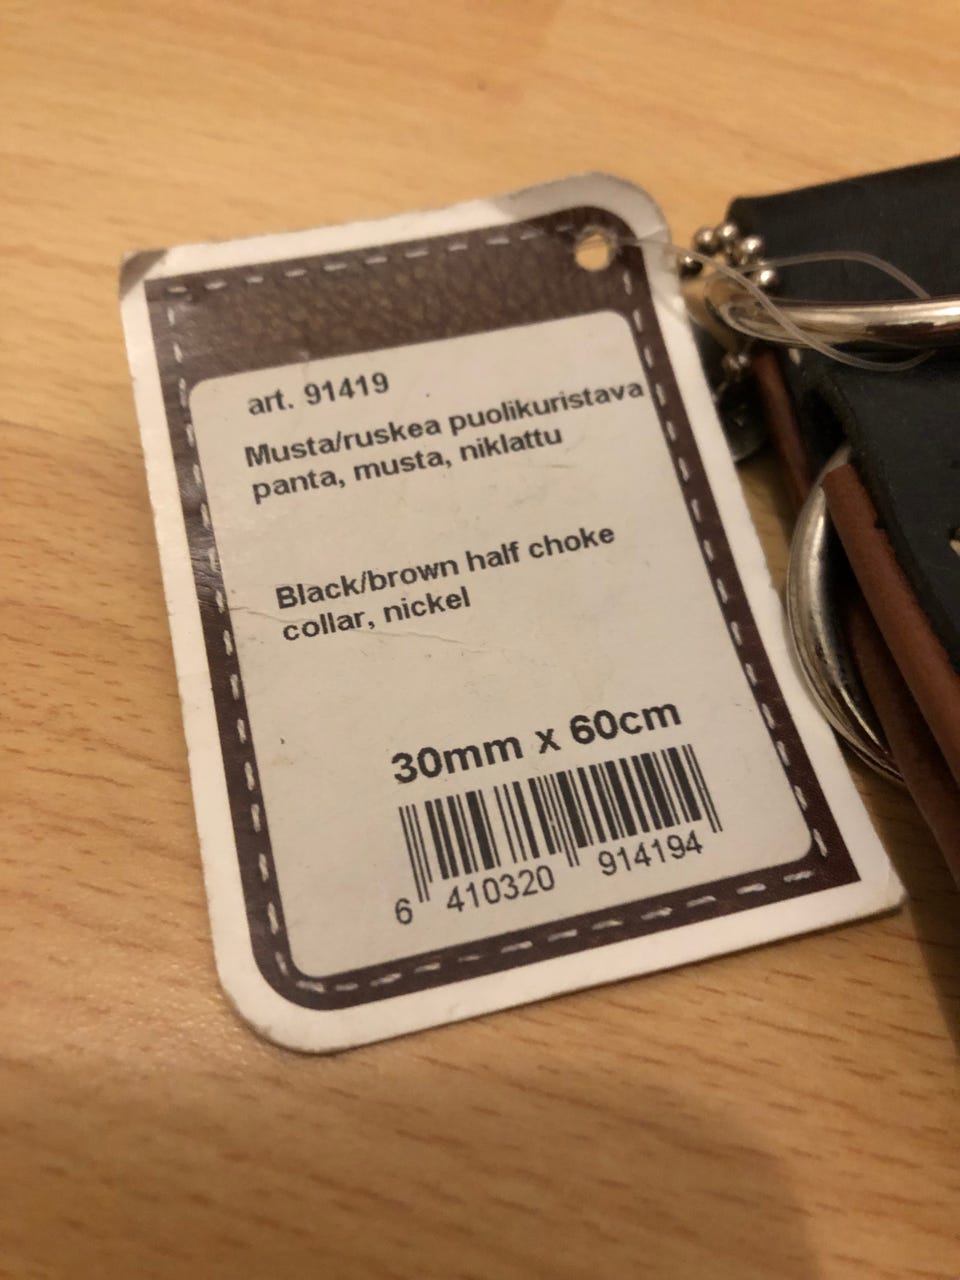 art. 91419
Musta/ruskea puolikuristava
panta, musta, niklattu
Black/brown half choke
collar, nickel
30mm x 60cm
6 410320 914194